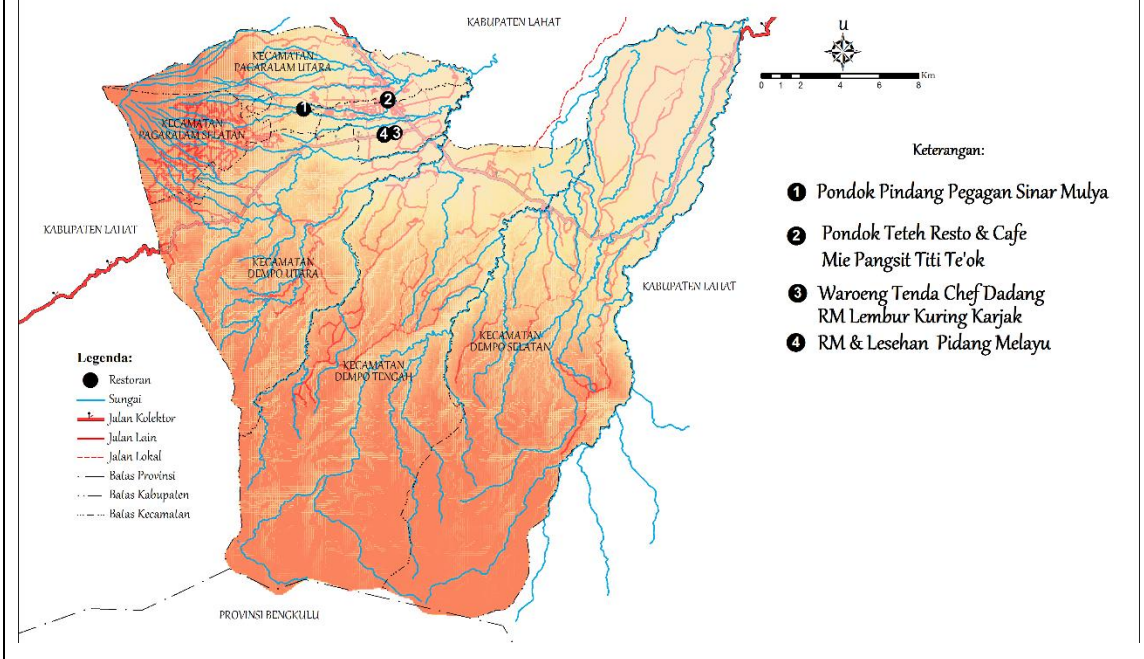 KABUPATEN LAHAT
u
0 1 2 4 6 8 Km
KECAMATAN
PAGARALAM UTARA
1
2
4 3
KECAMATAN
PAGARALAM SELATAN
KABUPATEN LAHAT
KECAMATAN
DEMPO UTARA
KABUPATEN LAHAT
KECAMATAN
DEMPO SELATAN
KECAMATAN
DEMPO TENGAH
PROVINSI BENGKULU
Keterangan:
1 Pondok Pindang Pegagan Sinar Mulya
2 Pondok Teteh Resto & Cafe
Mie Pangsit Titi Te'ok
3 Waroeng Tenda Chef Dadang
RM Lembur Kuring Karjak
4 RM & Lesehan Pidang Melayu
Legenda:
Restoran
Sungai
Jalan Kolektor
Jalan Lain
Jalan Lokal
Batas Provinsi
Batas Kabupaten
Batas Kecamatan